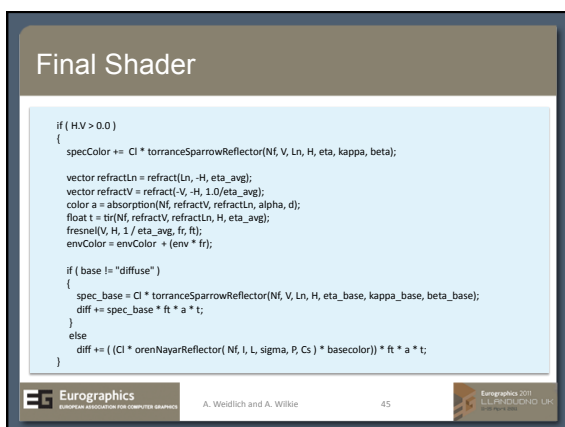 Final Shader
if ( H.V > 0.0 )
{
specColor += Cl * torranceSparrowReflector(Nf, V, Ln, H, eta, kappa, beta);
vector refractLn = refract(Ln, -H, eta_avg);
vector refractV = refract(-V, -H, 1.0/eta_avg);
color a = absorption(Nf, refractV, refractLn, alpha, d);
float t = tir(Nf, refractV, refractLn, H, eta_avg);
fresnel(V, H, 1 / eta_avg, fr, ft);
envColor = envColor + (env * fr);
if ( base != "diffuse" )
{
spec_base = Cl * torranceSparrowReflector(Nf, V, Ln, H, eta_base, kappa_base, beta_base);
diff += spec_base * ft * a * t;
}
else
diff += ( (Cl * orenNayarReflector( Nf, I, L, sigma, P, Cs ) * basecolor)) * ft * a * t;
}
EG Eurographics
EUROPEAN ASSOCIATION FOR COMPUTER GRAPHICS
A. Weidlich and A. Wilkie
45
Eurographics 2011
LLANDUDNO UK